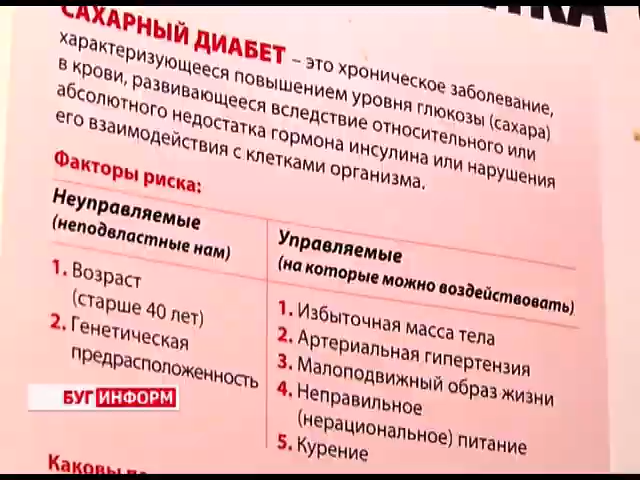 САХАРНЫЙ ДИАБЕТ – это хроническое заболевание,
характеризующееся повышением уровня глюкозы (сахара)
в крови, развивающееся вследствие относительного или
абсолютного недостатка гормона инсулина или нарушения
его взаимодействия с клетками организма.
Факторы риска:
Неуправляемые
(неподвластные нам)
1. Возраст
(старше 40 лет)
2. Генетическая
предрасположенность
Управляемые
(на которые можно воздействовать)
1. Избыточная масса тела
2. Артериальная гипертензия
3. Малоподвижный образ жизни
4. Неправильное
(нерациональное) питание
5. Курение
БУГ ИНФОРМ
Каковы